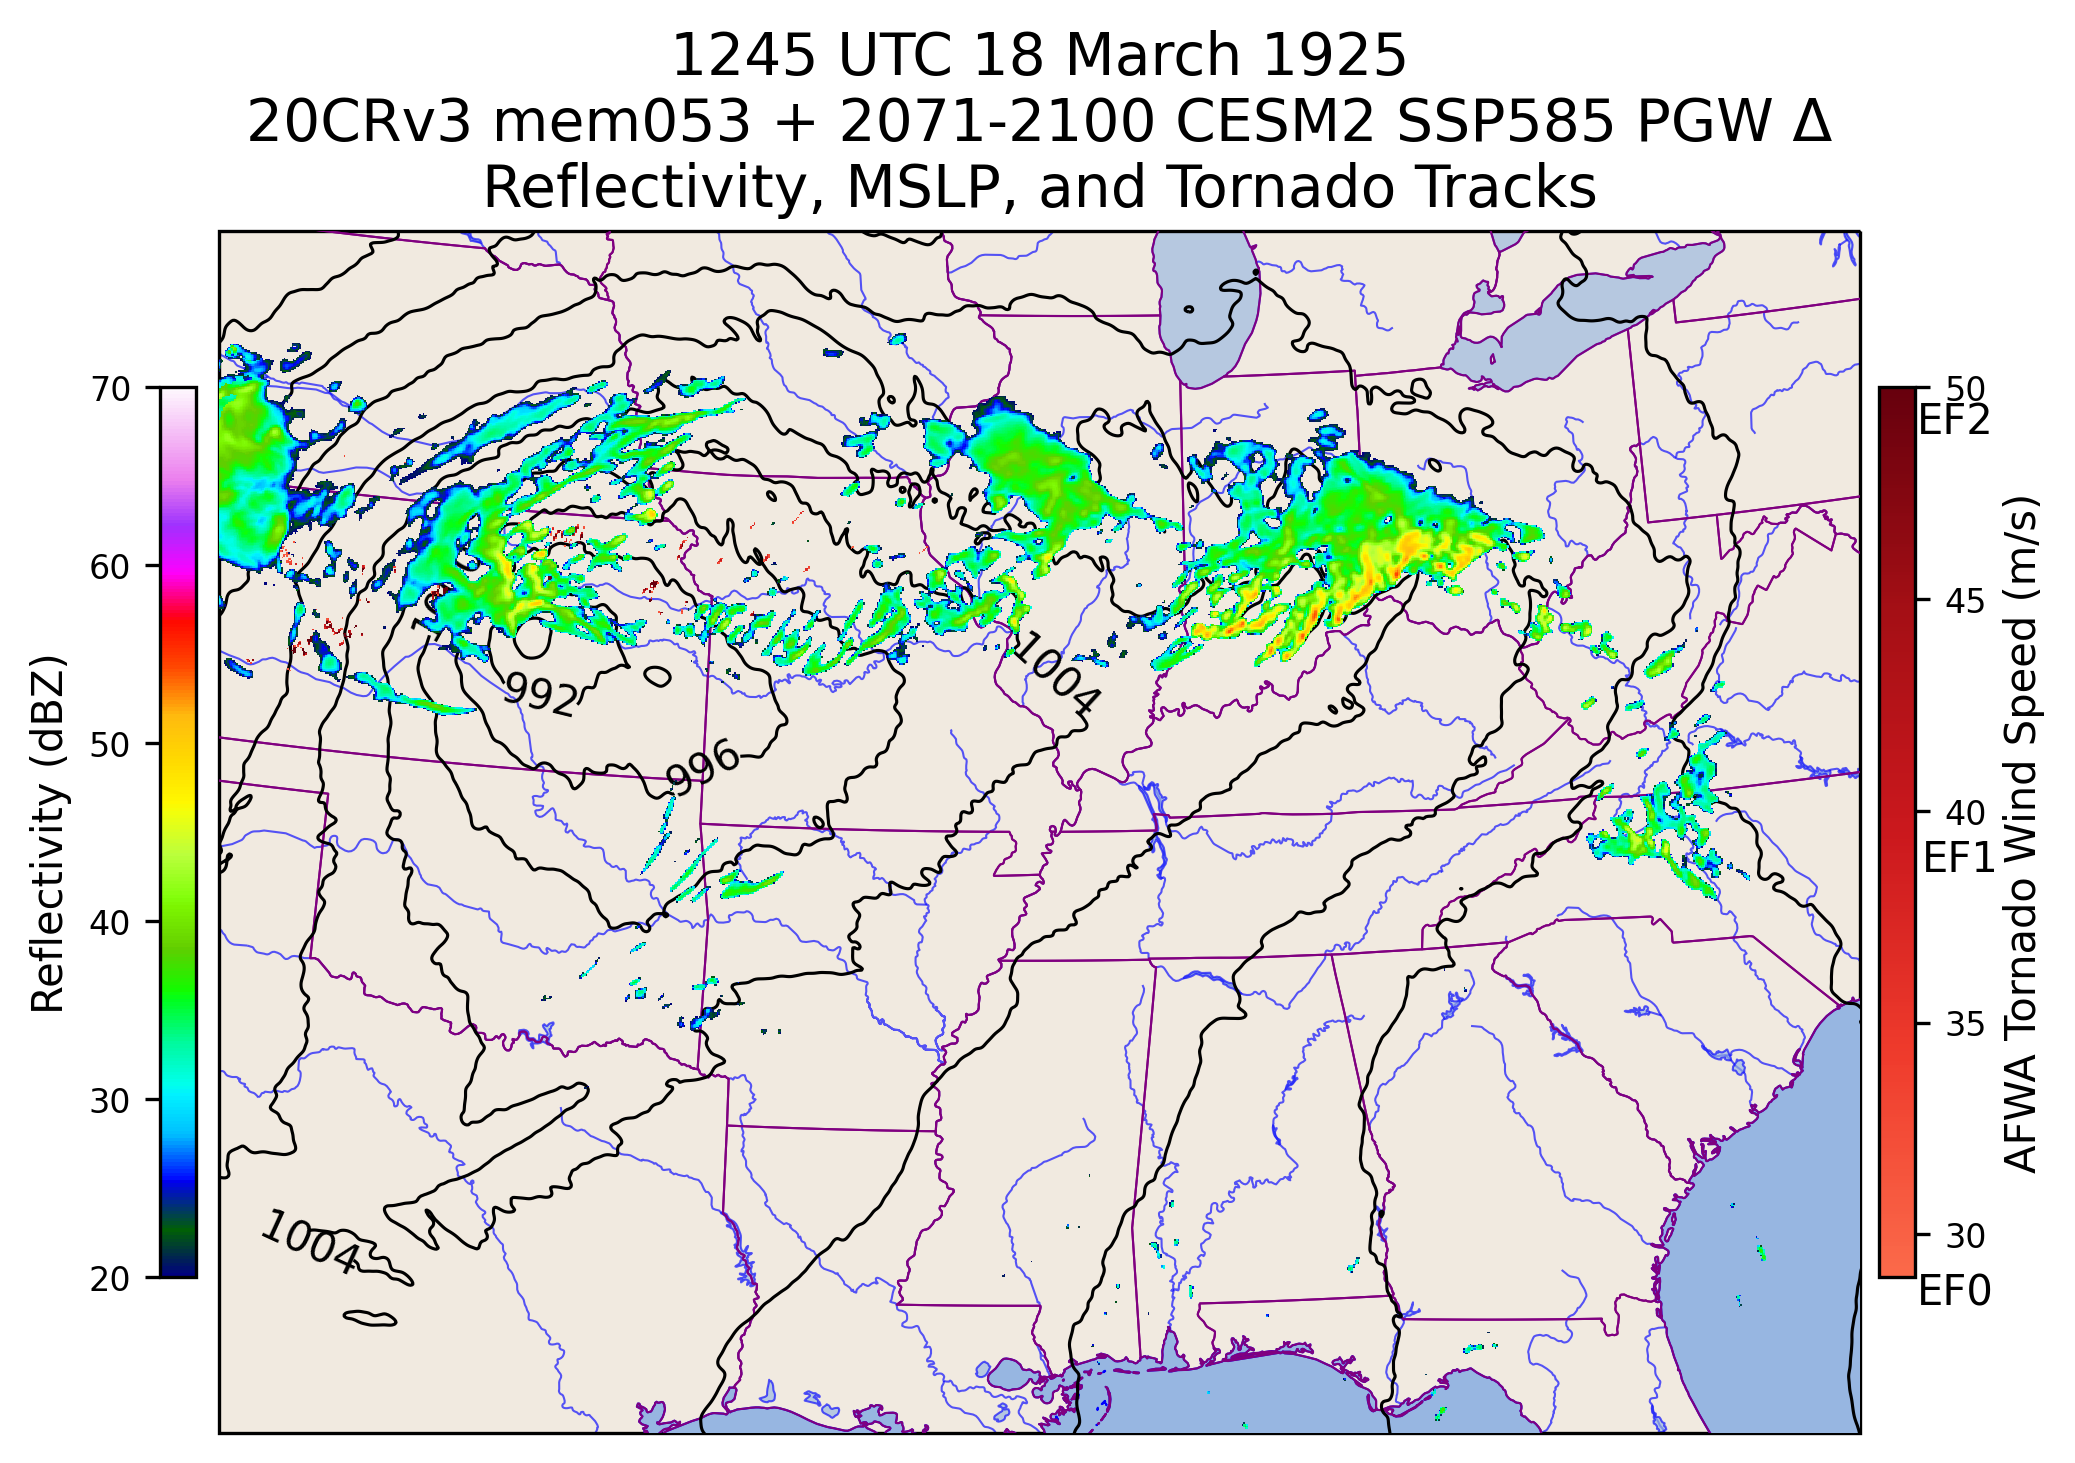 1245 UTC 18 March 1925
20CRv3 mem053 + 2071-2100 CESM2 SSP585 PGW Δ
Reflectivity, MSLP, and Tornado Tracks
70
60
50
40
30
20
Reflectivity (dBZ)
992
996
1004
1004
50
EF2
45
40
EF1
35
30
EF0
AFWA Tornado Wind Speed (m/s)